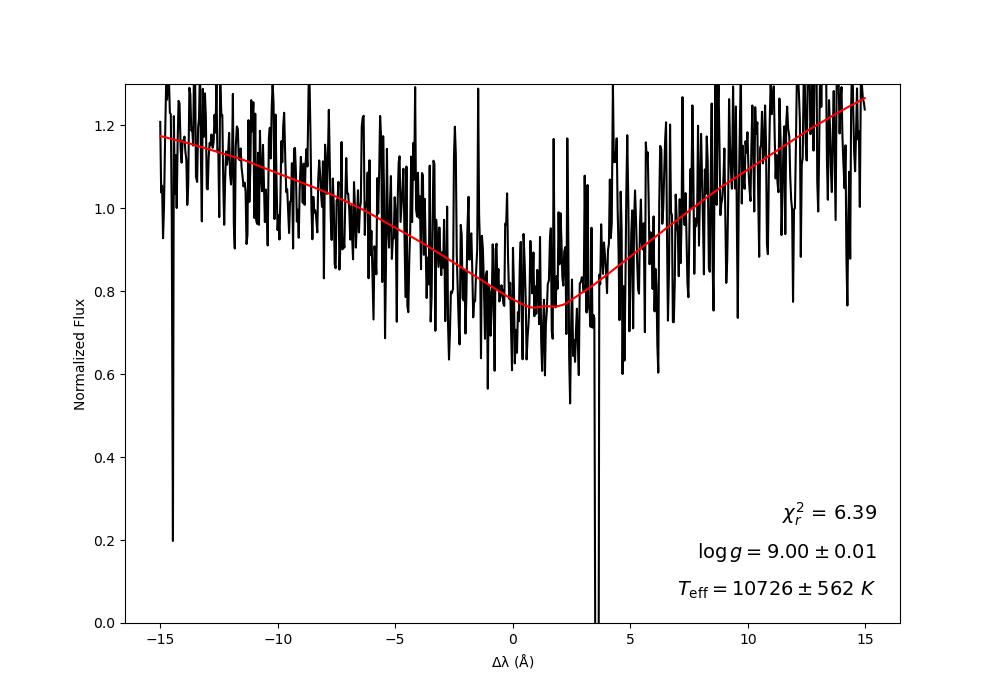 1.2
1.0
0.8
0.6
0.4
0.2
0.0
Normalized Flux
χ²ᵣ = 6.39
log g = 9.00 ± 0.01
T_eff = 10726 ± 562 K
−15 −10 −5 0 5 10 15
Δλ (Å)